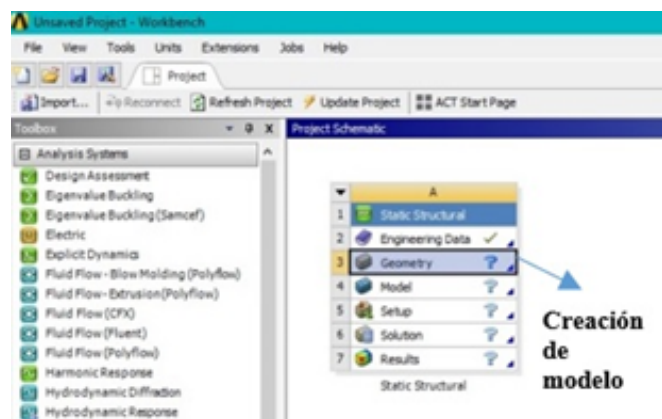 Unsaved Project - Workbench
File View Tools Units Extensions Jobs Help
Project
Import... Reconnect Refresh Project Update Project ACT Start Page
Toolbox
Project Schematic
Analysis Systems
Design Assessment
Eigenvalue Buckling
Eigenvalue Buckling (Samcef)
Electric
Explicit Dynamics
Fluid Flow - Blow Molding (Polyflow)
Fluid Flow - Extrusion (Polyflow)
Fluid Flow (CFX)
Fluid Flow (Fluent)
Fluid Flow (Polyflow)
Harmonic Response
Hydrodynamic Diffraction
Hydrodynamic Response
A
1 Static Structural
2 Engineering Data
3 Geometry ?
4 Model ?
5 Setup ?
6 Solution ?
7 Results ?
Static Structural
Creación
de
modelo